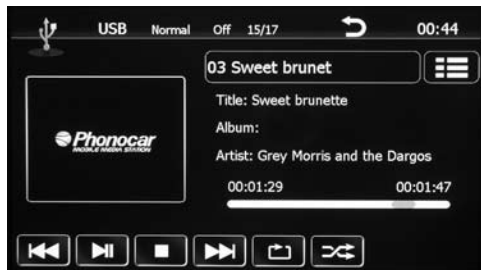 USB Normal Off 15/17 00:44
03 Sweet brunet
Title: Sweet brunette
Album:
Artist: Grey Morris and the Dargos
Phonocar
MOBILE MEDIA STATION
00:01:29 00:01:47